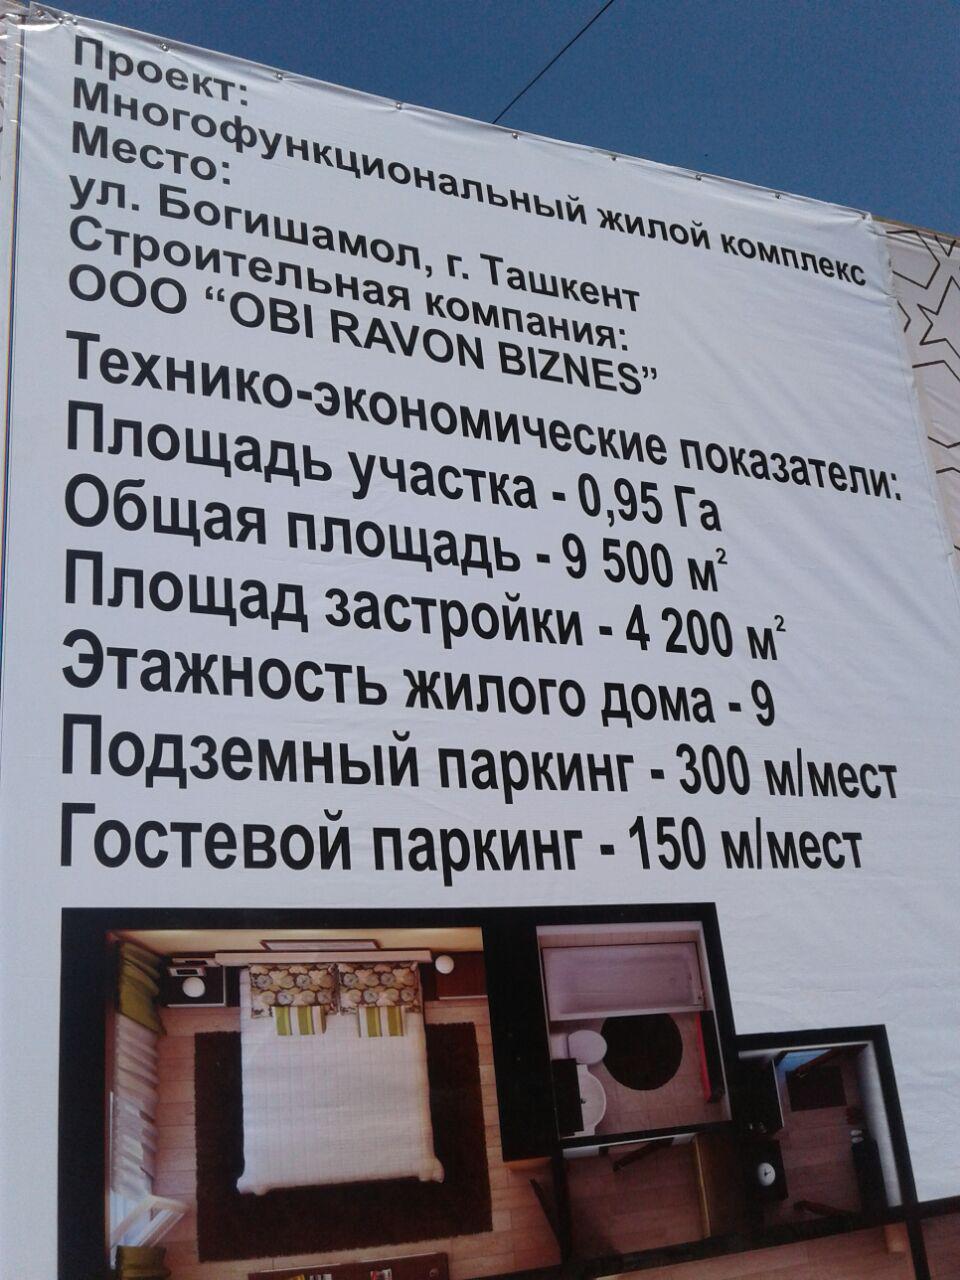 Проект:
Многофункциональный жилой комплекс
Место:
ул. Богишамол, г. Ташкент
Строительная компания:
ООО “OBI RAVON BIZNES”
Технико-экономические показатели:
Площадь участка - 0,95 Га
Общая площадь - 9 500 м²
Площад застройки - 4 200 м²
Этажность жилого дома - 9
Подземный паркинг - 300 м/мест
Гостевой паркинг - 150 м/мест